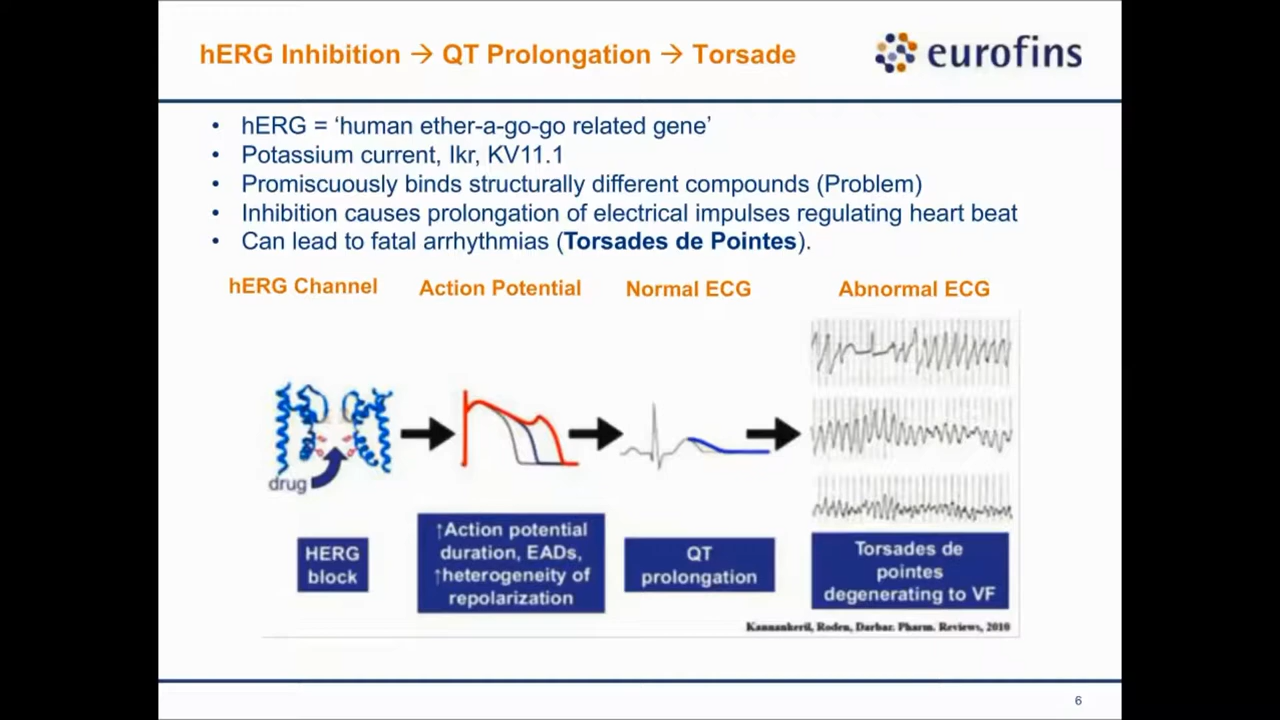 hERG Inhibition → QT Prolongation → Torsade
eurofins
• hERG = ‘human ether-a-go-go related gene’
• Potassium current, Ikr, KV11.1
• Promiscuously binds structurally different compounds (Problem)
• Inhibition causes prolongation of electrical impulses regulating heart beat
• Can lead to fatal arrhythmias (Torsades de Pointes).
hERG Channel
Action Potential
Normal ECG
Abnormal ECG
drug
HERG
block
↑Action potential
duration, EADs,
↑heterogeneity of
repolarization
QT
prolongation
Torsades de
pointes
degenerating to VF
Kannankeril, Roden, Darbar. Pharm. Reviews, 2010
6